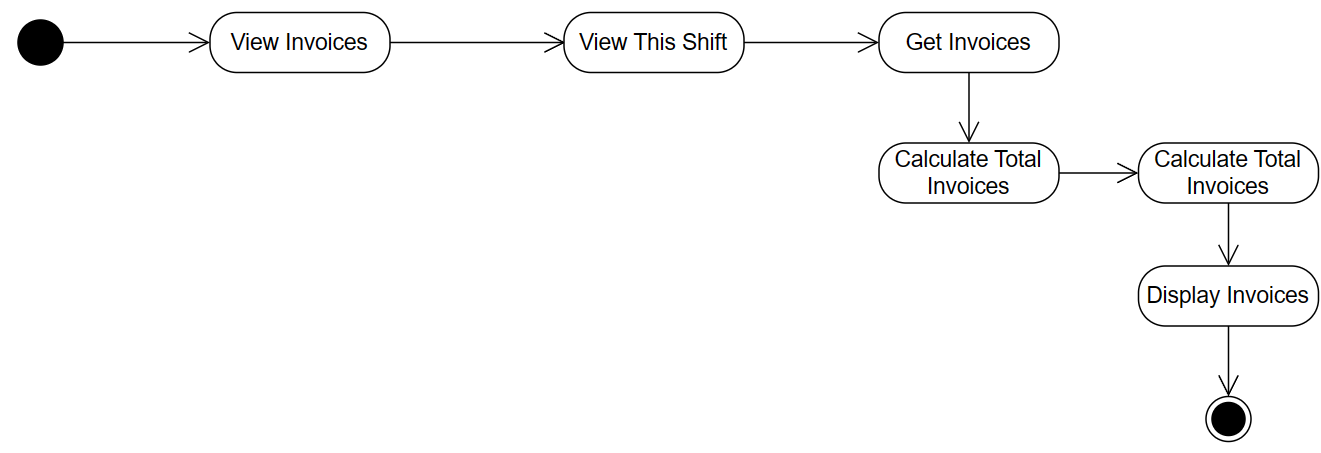 View Invoices
View This Shift
Get Invoices
Calculate Total
Invoices
Calculate Total
Invoices
Display Invoices